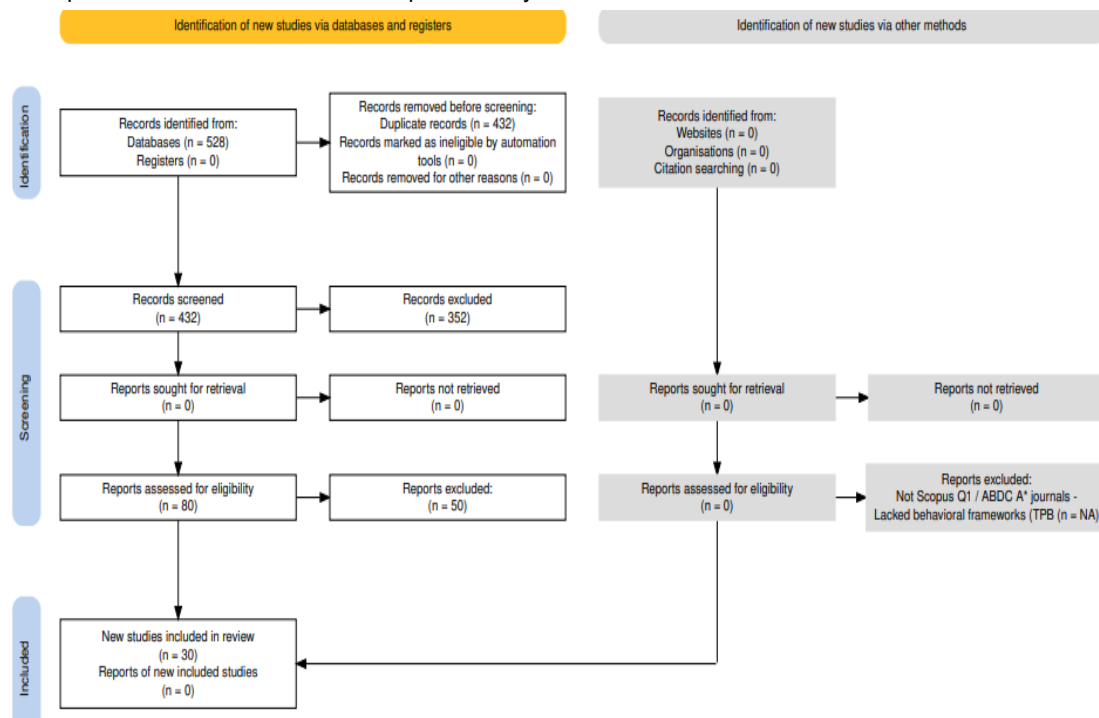 Identification of new studies via databases and registers
Identification of new studies via other methods
Identification
Records identified from:
Databases (n = 528)
Registers (n = 0)
Records removed before screening:
Duplicate records (n = 432)
Records marked as ineligible by automation
tools (n = 0)
Records removed for other reasons (n = 0)
Records identified from:
Websites (n = 0)
Organisations (n = 0)
Citation searching (n = 0)
Screening
Records screened
(n = 432)
Records excluded
(n = 352)
Reports sought for retrieval
(n = 0)
Reports not retrieved
(n = 0)
Reports sought for retrieval
(n = 0)
Reports not retrieved
(n = 0)
Reports assessed for eligibility
(n = 80)
Reports excluded:
(n = 50)
Reports assessed for eligibility
(n = 0)
Reports excluded:
Not Scopus Q1 / ABDC A* journals -
Lacked behavioral frameworks (TPB (n = NA)
Included
New studies included in review
(n = 30)
Reports of new included studies
(n = 0)